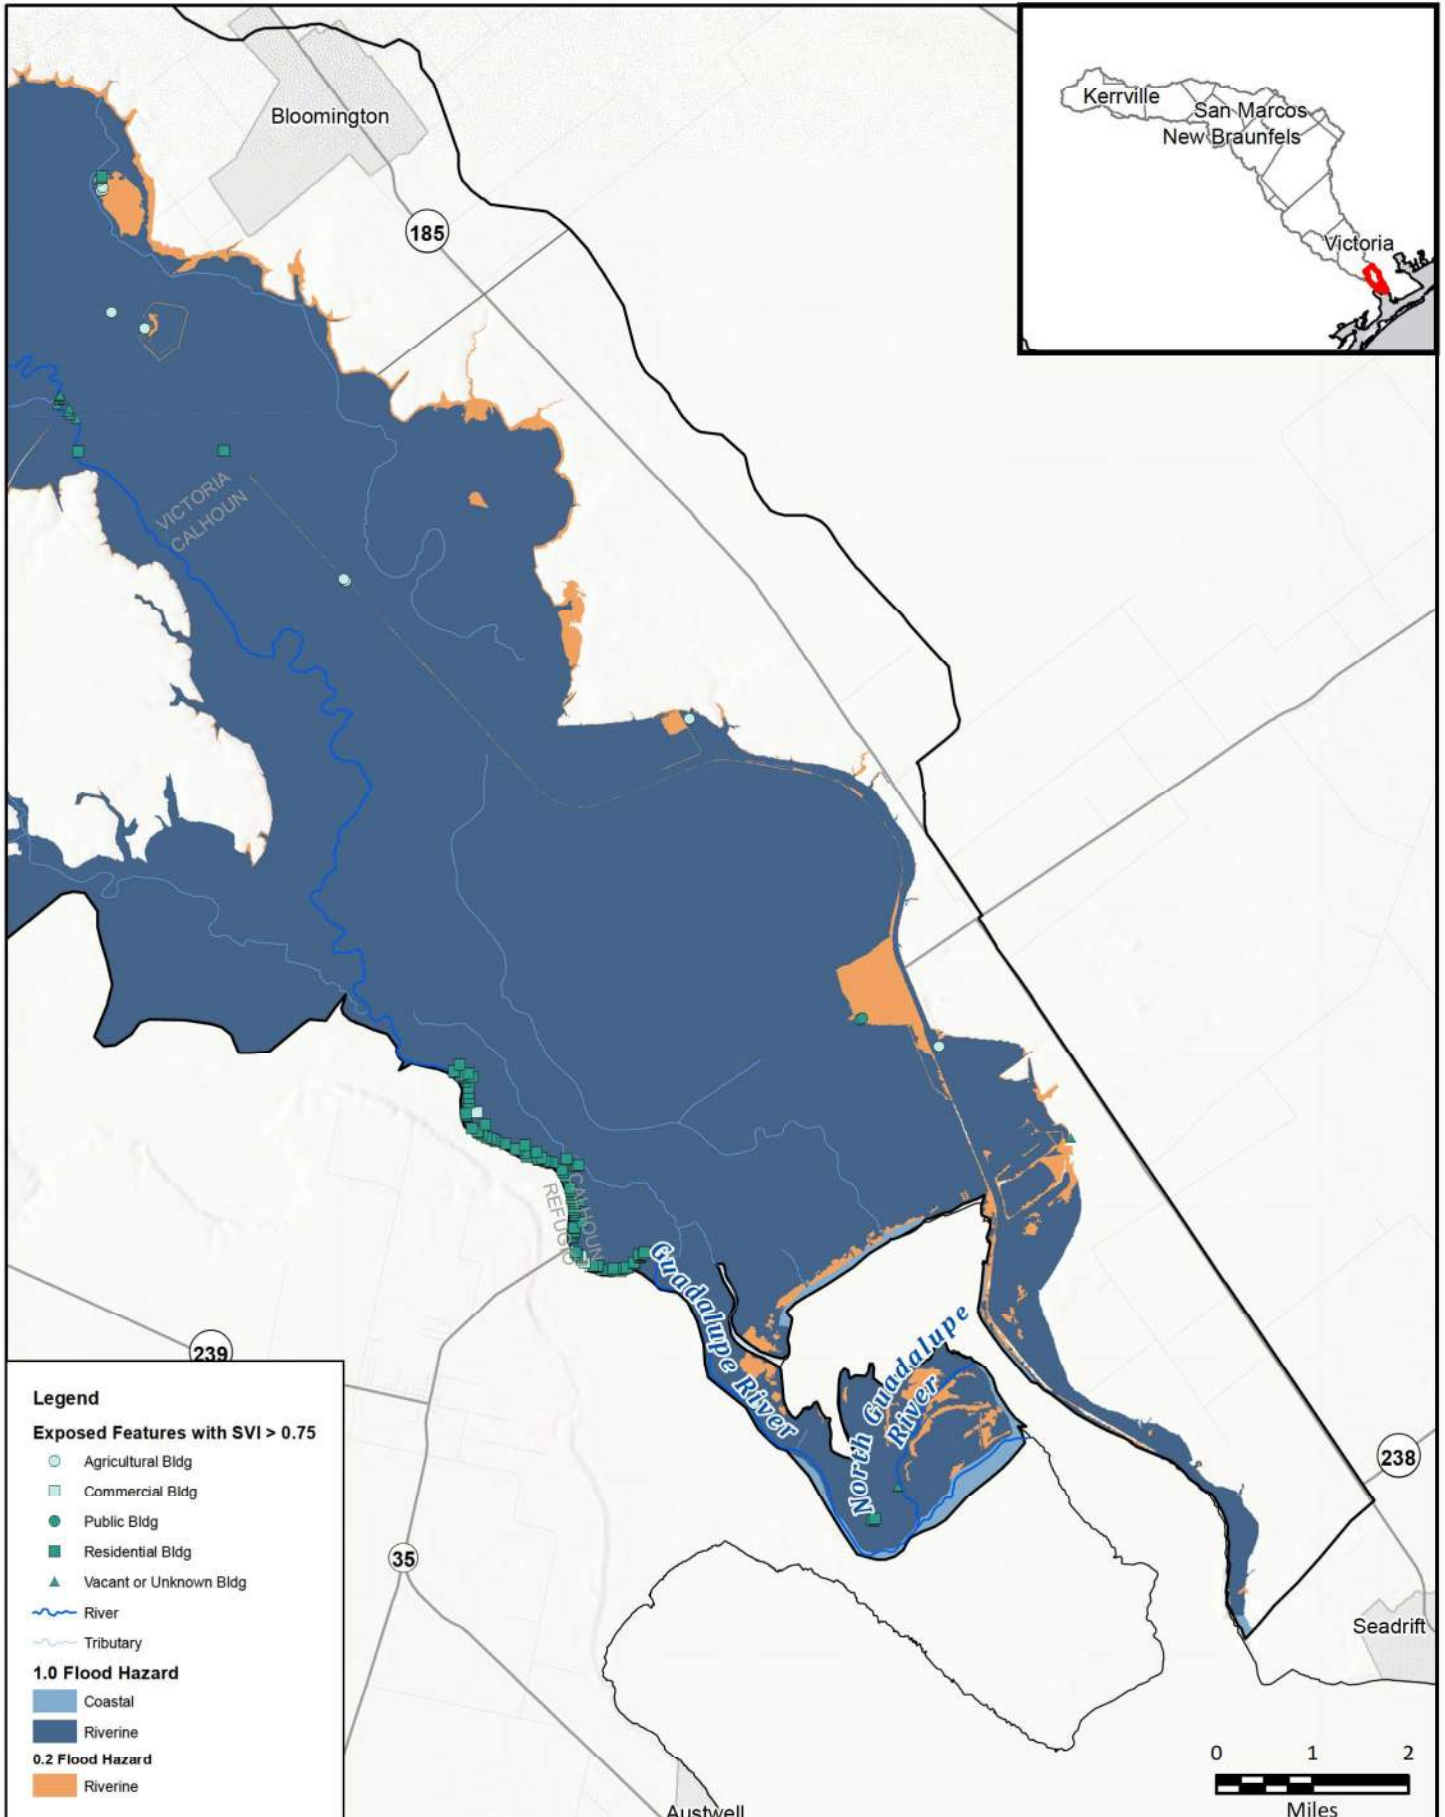 Bloomington
185
Kerrville
San Marcos
New Braunfels
Victoria
VICTORIA
CALHOUN
CALHOUN
REFUGIO
Guadalupe River
North Guadalupe
River
239
35
238
Seadrift
Austwell
Legend
Exposed Features with SVI > 0.75
Agricultural Bldg
Commercial Bldg
Public Bldg
Residential Bldg
Vacant or Unknown Bldg
River
Tributary
1.0 Flood Hazard
Coastal
Riverine
0.2 Flood Hazard
Riverine
0 1 2
Miles